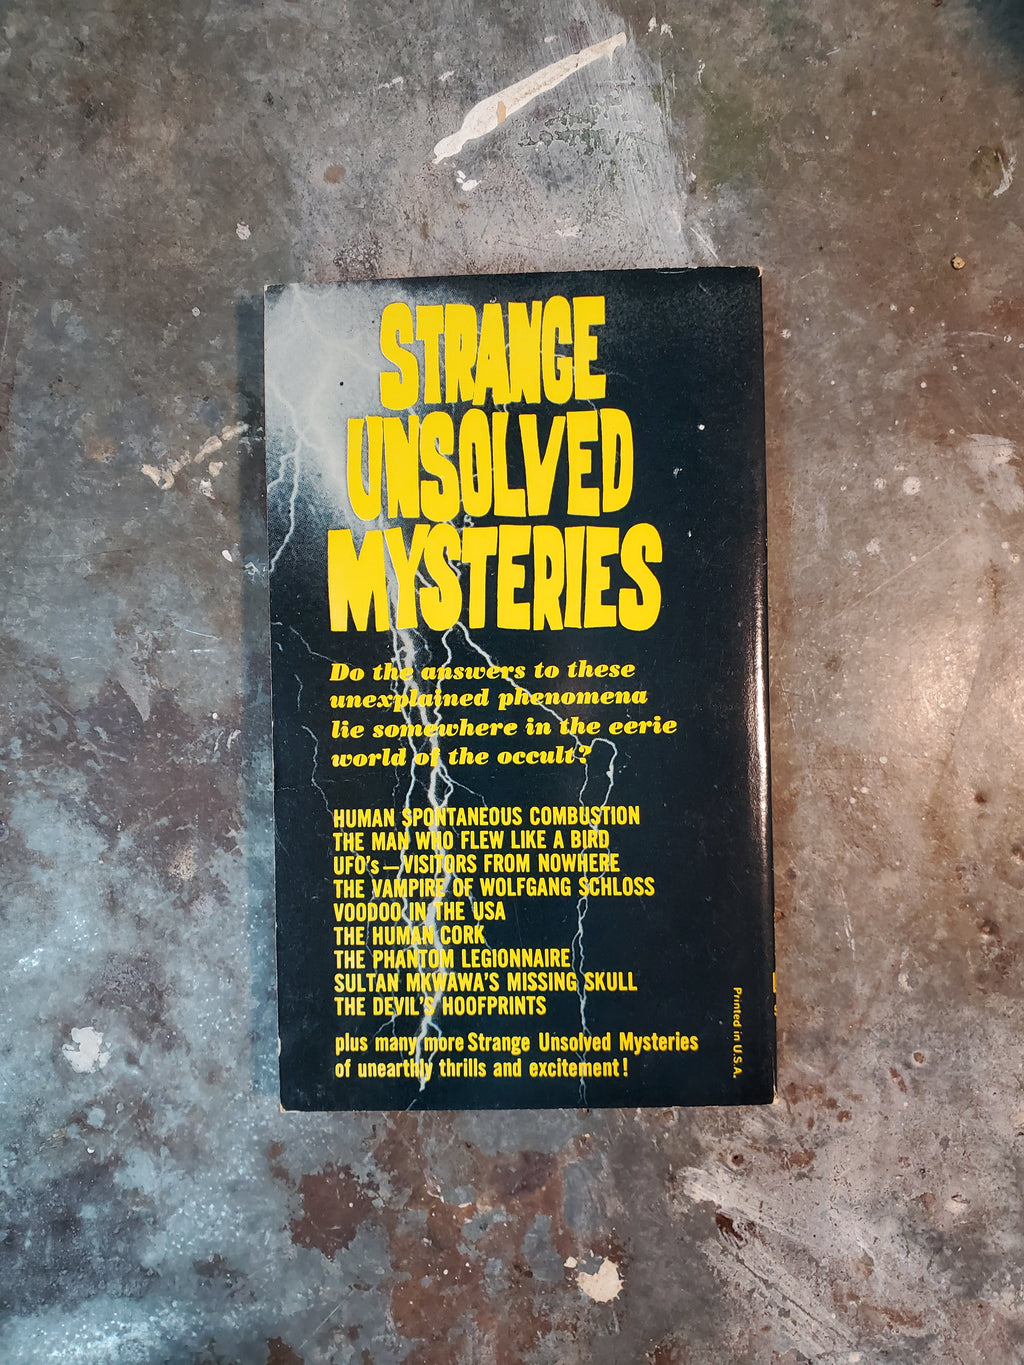 STRANGE
UNSOLVED
MYSTERIES
Do the answers to these
unexplained phenomena
lie somewhere in the eerie
world of the occult?
HUMAN SPONTANEOUS COMBUSTION
THE MAN WHO FLEW LIKE A BIRD
UFO's—VISITORS FROM NOWHERE
THE VAMPIRE OF WOLFGANG SCHLOSS
VOODOO IN THE USA
THE HUMAN CORK
THE PHANTOM LEGIONNAIRE
SULTAN MKWAWA'S MISSING SKULL
THE DEVIL'S HOOFPRINTS
plus many more Strange Unsolved Mysteries
of unearthly thrills and excitement!
Printed in U.S.A.